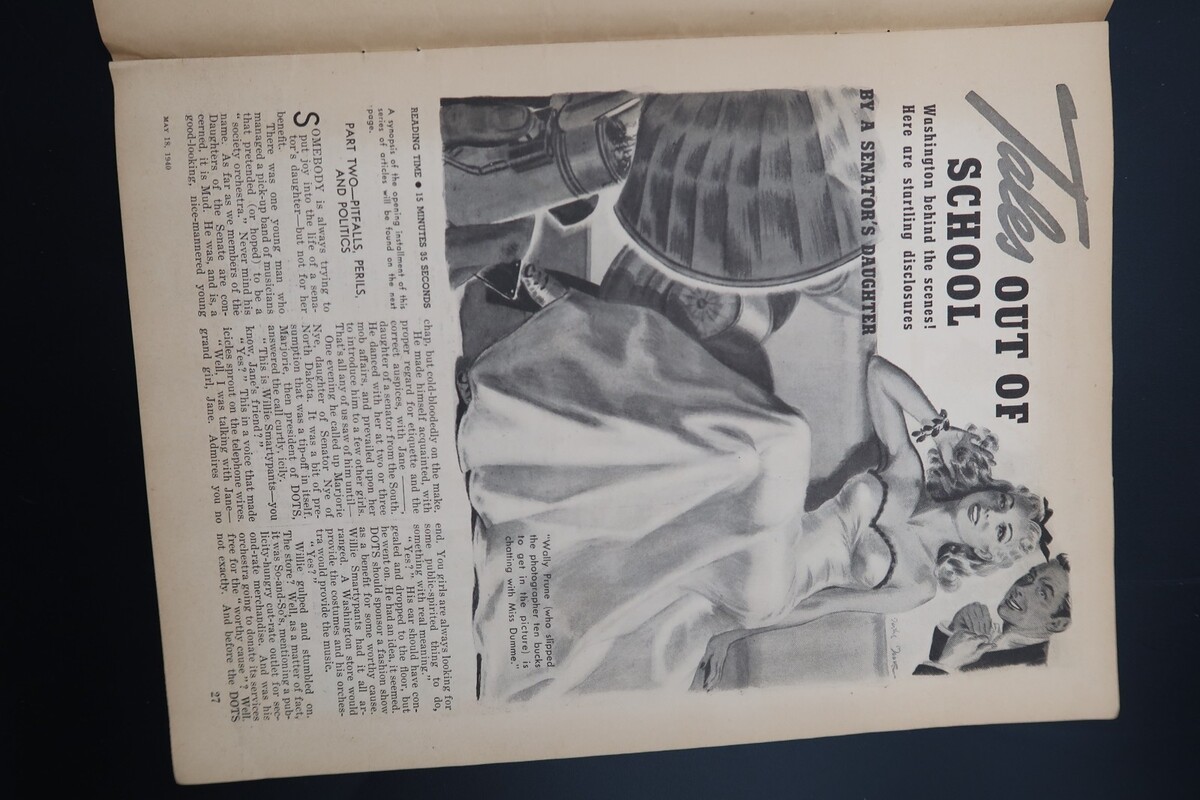 Tales OUT OF
SCHOOL
Washington behind the scenes!
Here are startling disclosures
BY A SENATOR'S DAUGHTER
"Wally Prune (who slipped
the photographer ten bucks
to get in the picture) is
chatting with Miss Dumme."
READING TIME ● 15 MINUTES 35 SECONDS
A synopsis of the opening installment of this
series of articles will be found on the next
page.
PART TWO—PITFALLS, PERILS,
AND POLITICS
SOMEBODY is always trying to
put joy into the life of a sena-
tor's daughter—but not for her
benefit.
There was one young man who
managed a pick-up band of musicians
that pretended (or hoped) to be a
"society orchestra." Never mind his
name. As far as we members of the
Daughters of the Senate are con-
cerned, it is Mud. He was, and is, a
good-looking, nice-mannered young
chap, but cold-bloodedly on the make.
He made himself acquainted, with
proper regard for etiquette and the
correct auspices, with Jane ——,
daughter of a senator from the South.
He danced with her at two or three
mob affairs, and prevailed upon her
to introduce him to a few other girls.
That's all any of us saw of him until—
One evening he called up Marjorie
Nye, daughter of Senator Nye of
North Dakota. It was a bit of pre-
sumption that was a tip-off in itself.
Marjorie, then president of DOTS,
answered the call curtly, icily.
"This is Willie Smartypants—you
know, Jane's friend?"
"Yes?" This in a voice that made
icicles sprout on the telephone wires.
"Well, I was talking with Jane—
grand girl, Jane. Admires you no
end. You girls are always looking for
some public-spirited thing to do,
something with real meaning."
"Yes?" His ear should have con-
gealed and dropped to the floor, but
he went on. He had an idea, it seemed.
DOTS should sponsor a fashion show
as a benefit for some worthy cause.
Willie Smartypants had it all ar-
ranged. A Washington store would
provide the costumes and his orches-
tra would provide the music.
"Yes?"
Willie gulped and stumbled on.
The store? Well, as a matter of fact,
it was So-and-So's, mentioning a pub-
licity-hungry cut-rate outlet for sec-
ond-rate merchandise. And was his
orchestra going to donate its services
free for the "worthy cause"? Well,
not exactly. And before the DOTS
MAY 18, 1940
27